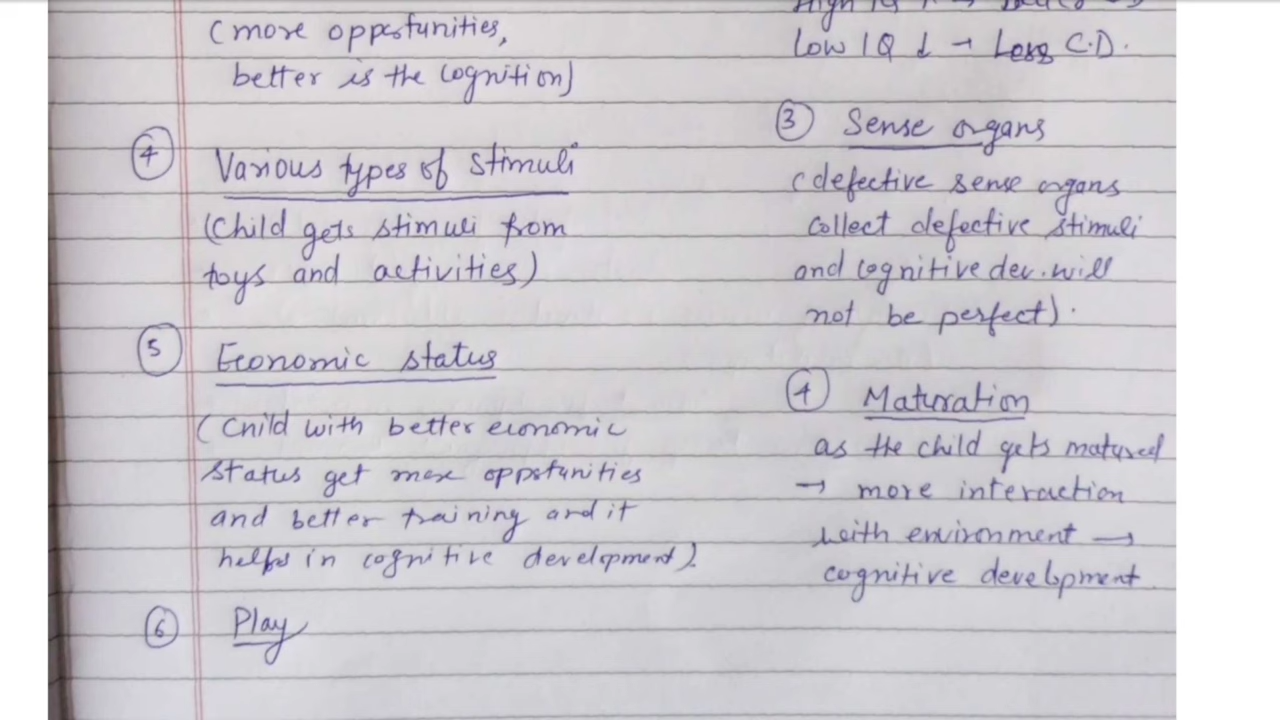 (more opportunities,
better is the cognition)
④ Various types of stimuli
(Child gets stimuli from
toys and activities)
⑤ Economic status
(Child with better economic
status get more opportunities
and better training and it
helps in cognitive development).
⑥ Play
Low IQ ↓ → Less C.D.
③ Sense organs
(defective sense organs
collect defective stimuli
and cognitive dev. will
not be perfect).
④ Maturation
as the child gets matured
→ more interaction
with environment →
cognitive development